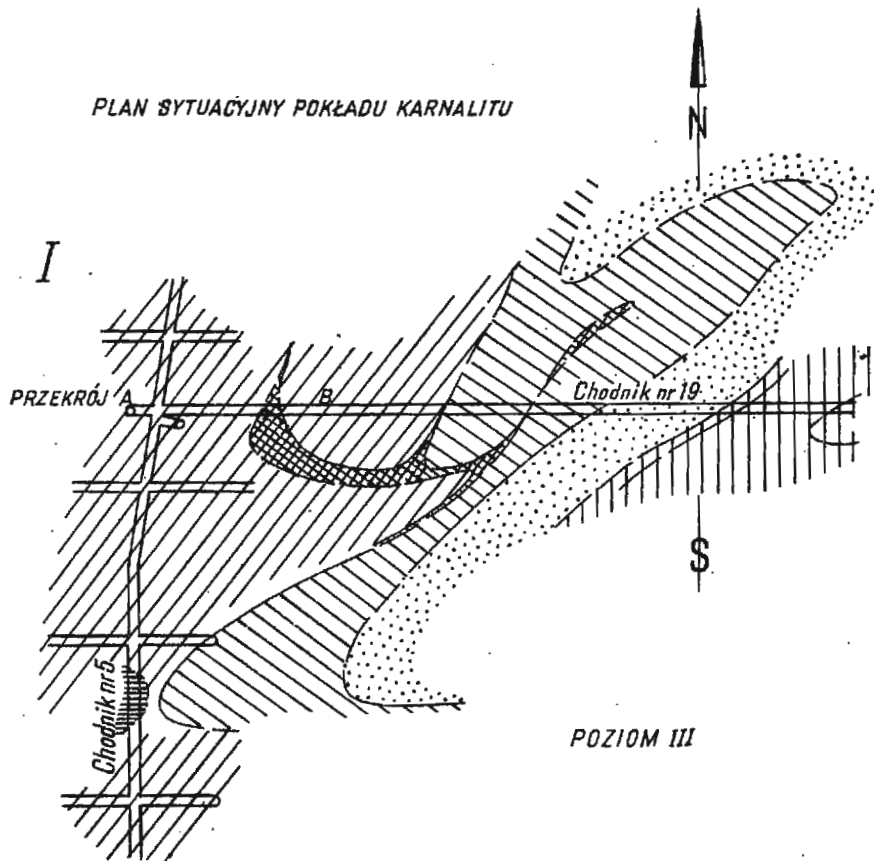 PLAN SYTUACYJNY POKŁADU KARNALITU
N
I
PRZEKRÓJ A
B
Chodnik nr 19
S
Chodnik nr 5
POZIOM III